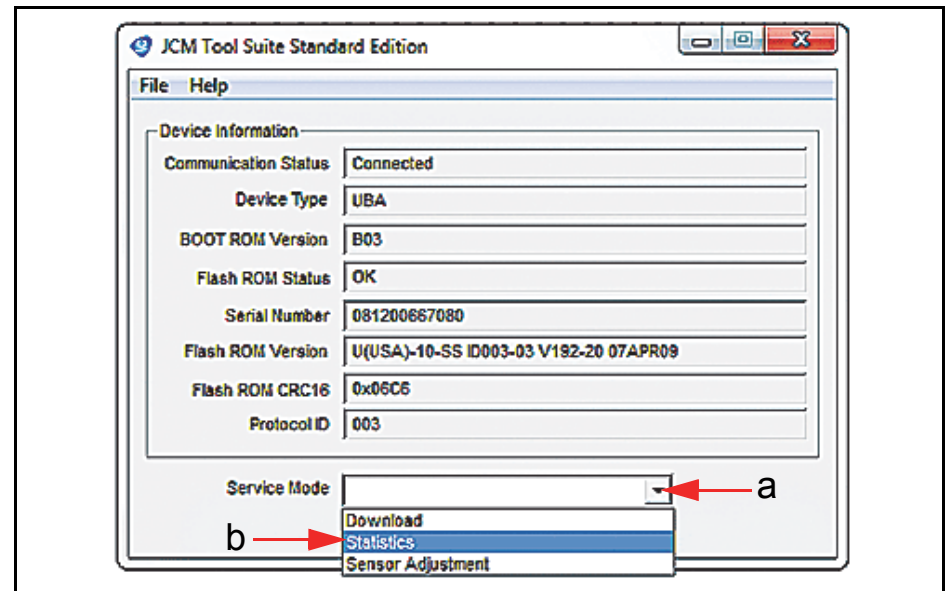 JCM Tool Suite Standard Edition
File Help
Device Information
Communication Status Connected
Device Type UBA
BOOT ROM Version B03
Flash ROM Status OK
Serial Number 081200667080
Flash ROM Version U(USA)-10-SS ID003-03 V192-20 07APR09
Flash ROM CRC16 0x06C6
Protocol ID 003
Service Mode a
Download
b Statistics
Sensor Adjustment